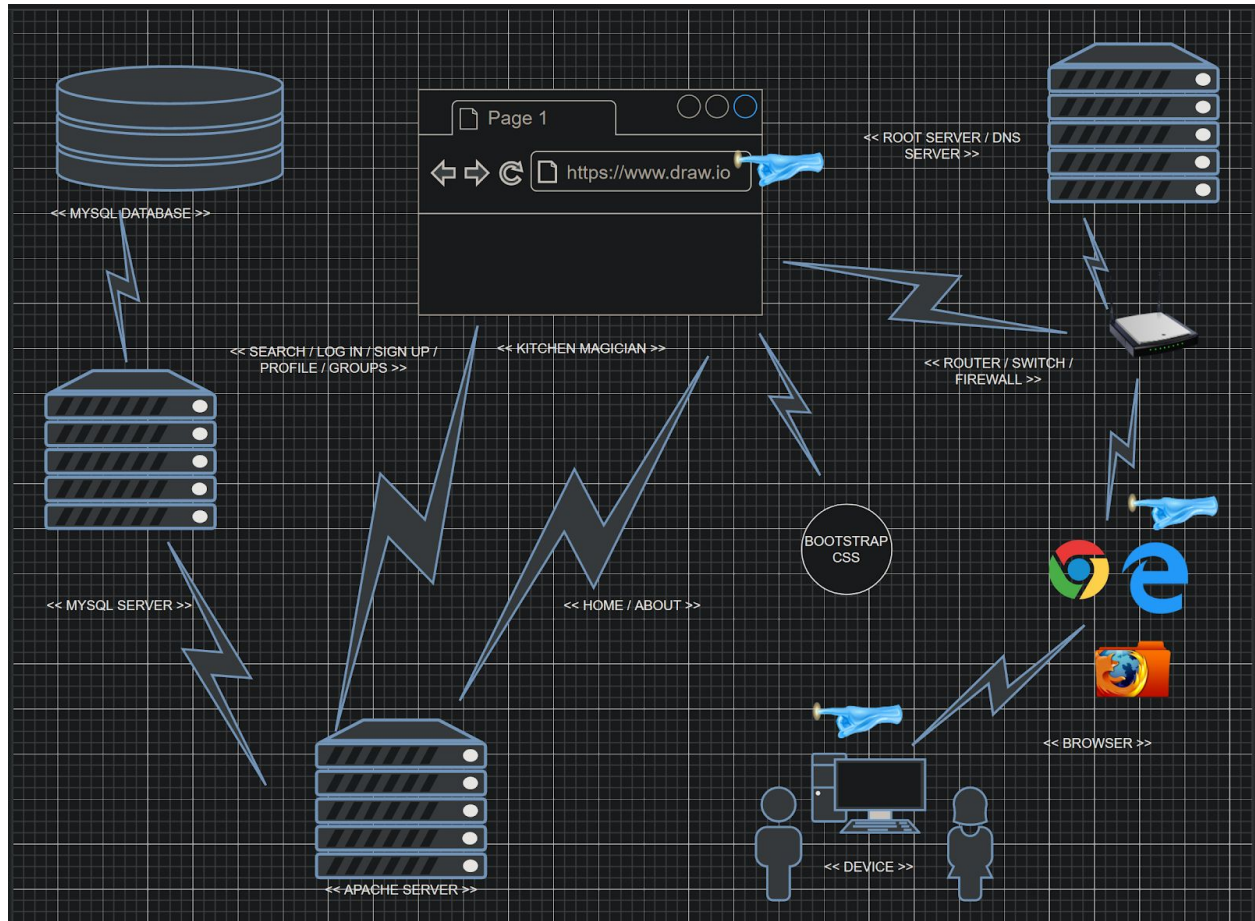 Page 1
https://www.draw.io
<< ROOT SERVER / DNS
SERVER >>
<< MYSQL DATABASE >>
<< SEARCH / LOG IN / SIGN UP /
PROFILE / GROUPS >>
<< KITCHEN MAGICIAN >>
<< ROUTER / SWITCH /
FIREWALL >>
BOOTSTRAP
CSS
<< MYSQL SERVER >>
<< HOME / ABOUT >>
<< BROWSER >>
<< DEVICE >>
<< APACHE SERVER >>